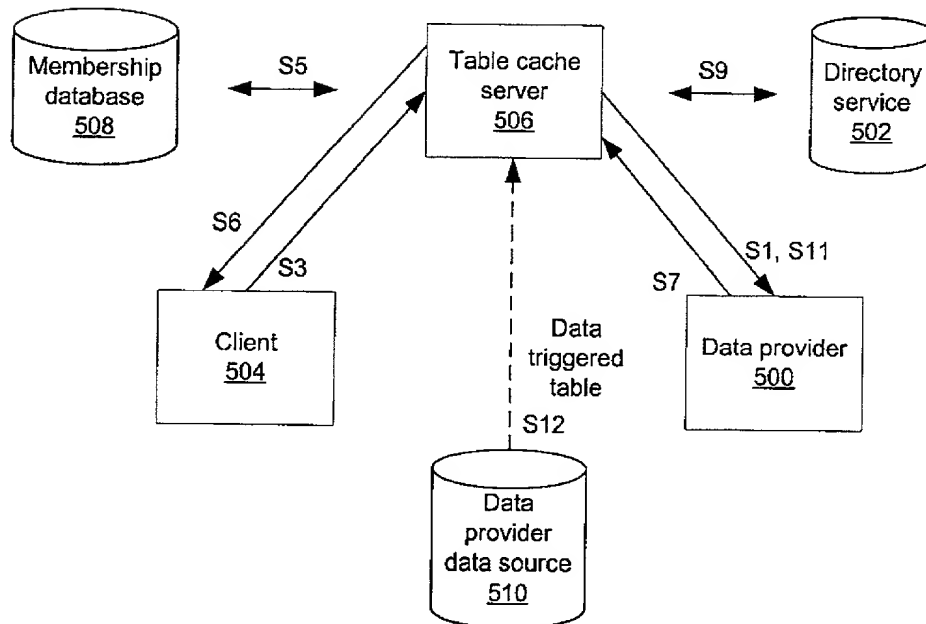 Membership
database
508
S5
Table cache
server
506
S9
Directory
service
502
S6
S3
S1, S11
S7
Client
504
Data
triggered
table
Data provider
500
S12
Data
provider
data source
510